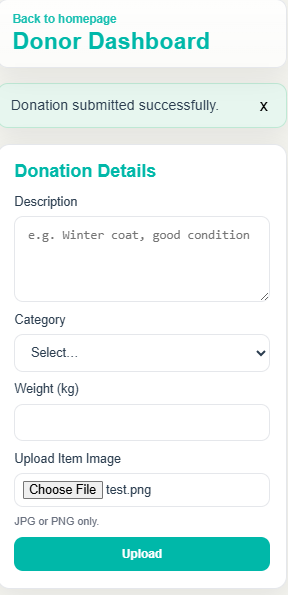 Back to homepage
Donor Dashboard
Donation submitted successfully. x
Donation Details
Description
e.g. Winter coat, good condition
Category
Select...
Weight (kg)
Upload Item Image
Choose File test.png
JPG or PNG only.
Upload